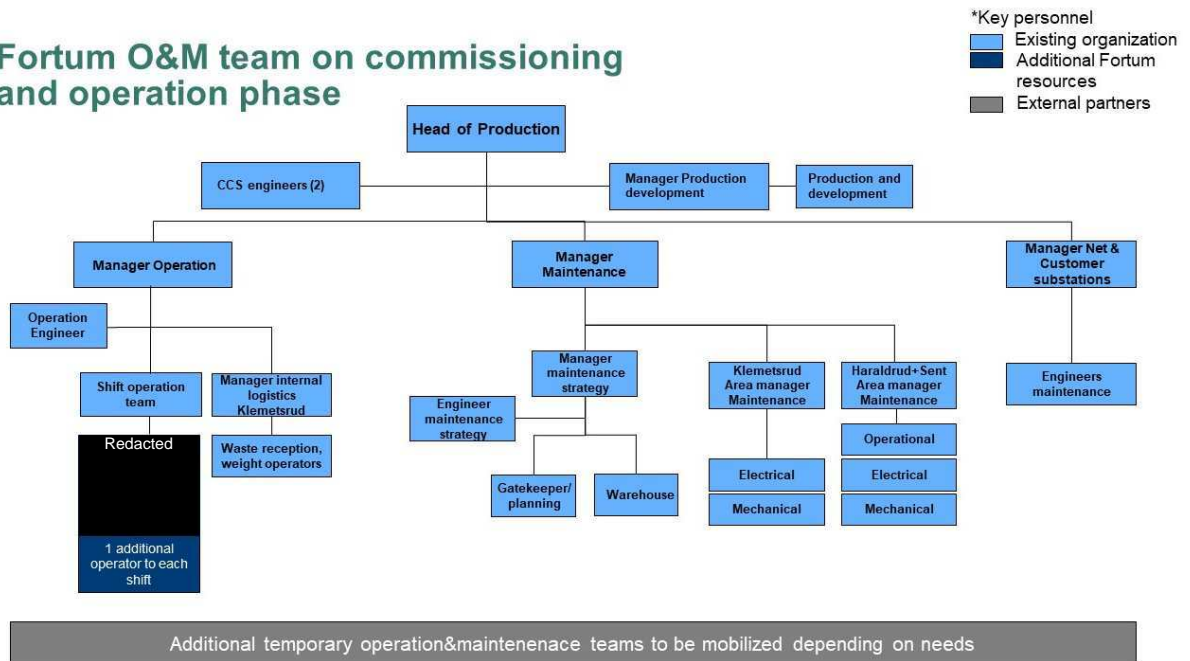 *Key personnel
Existing organization
Additional Fortum
resources
External partners
Fortum O&M team on commissioning
and operation phase
Head of Production
CCS engineers (2)
Manager Production
development
Production and
development
Manager Operation
Manager
Maintenance
Manager Net &
Customer
substations
Operation
Engineer
Shift operation
team
Manager internal
logistics
Klemetsrud
Manager
maintenance
strategy
Klemetsrud
Area manager
Maintenance
Haraldrud+Sent
Area manager
Maintenance
Engineers
maintenance
Engineer
maintenance
strategy
Redacted
Waste reception,
weight operators
Operational
Gatekeeper/
planning
Warehouse
Electrical
Electrical
Mechanical
Mechanical
1 additional
operator to each
shift
Additional temporary operation&maintenenace teams to be mobilized depending on needs